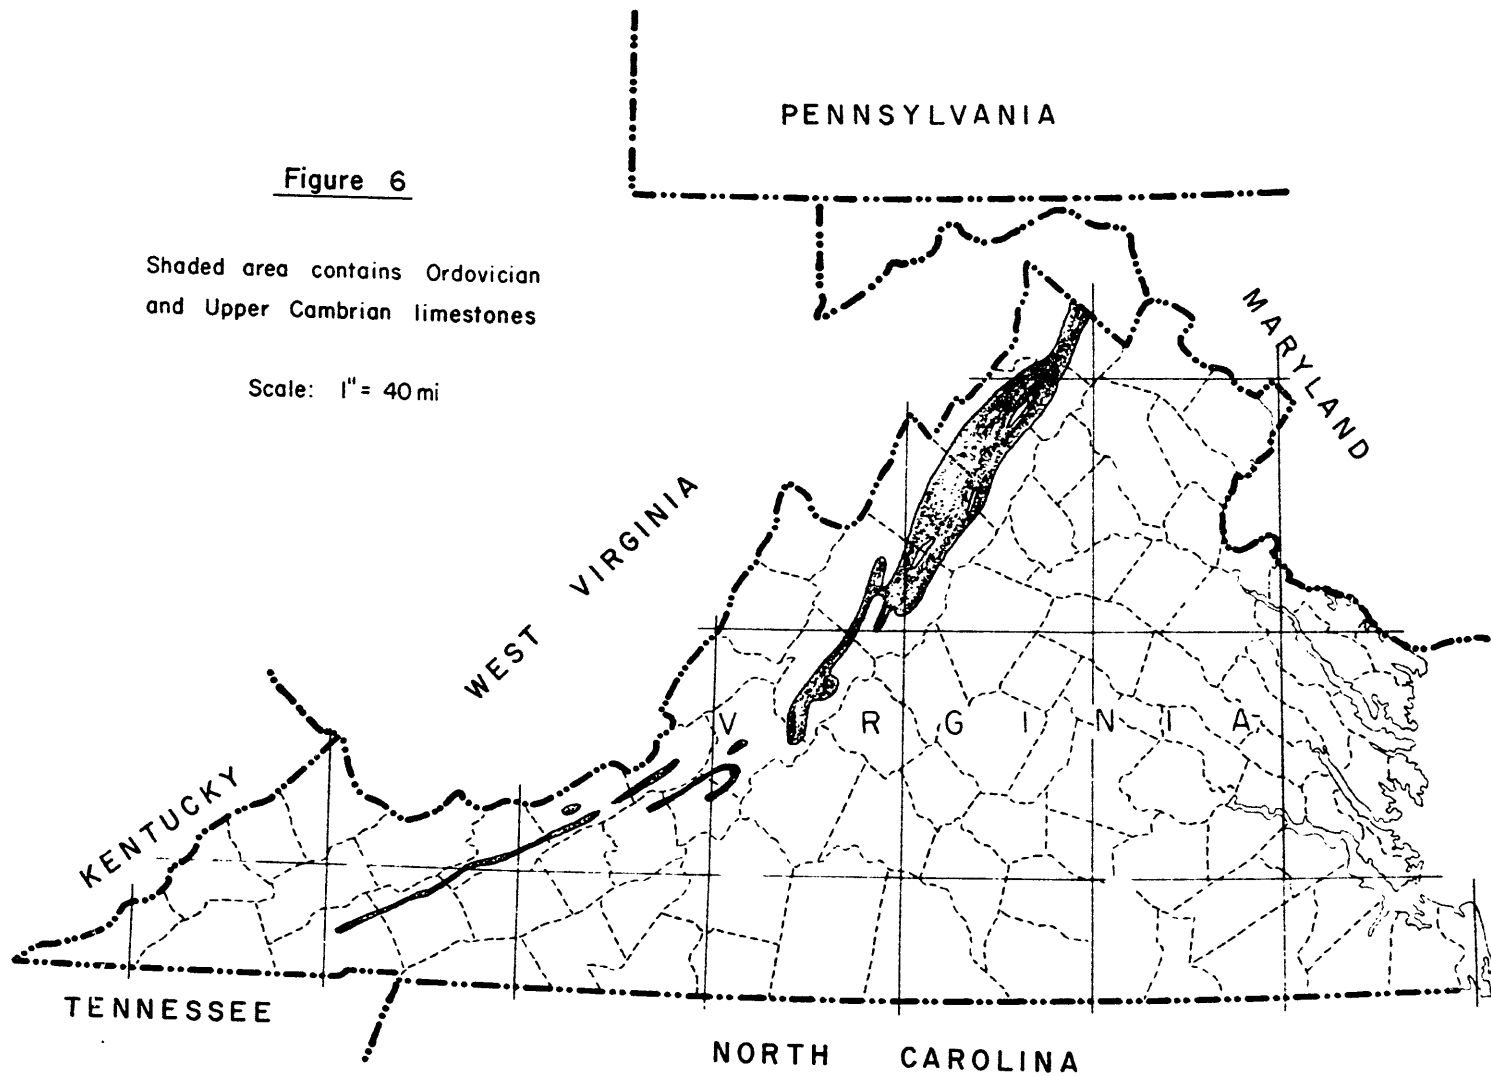 PENNSYLVANIA
Figure 6
Shaded area contains Ordovician
and Upper Cambrian limestones
Scale: 1" = 40 mi
MARYLAND
WEST VIRGINIA
V RGINIA
KENTUCKY
TENNESSEE
NORTH CAROLINA